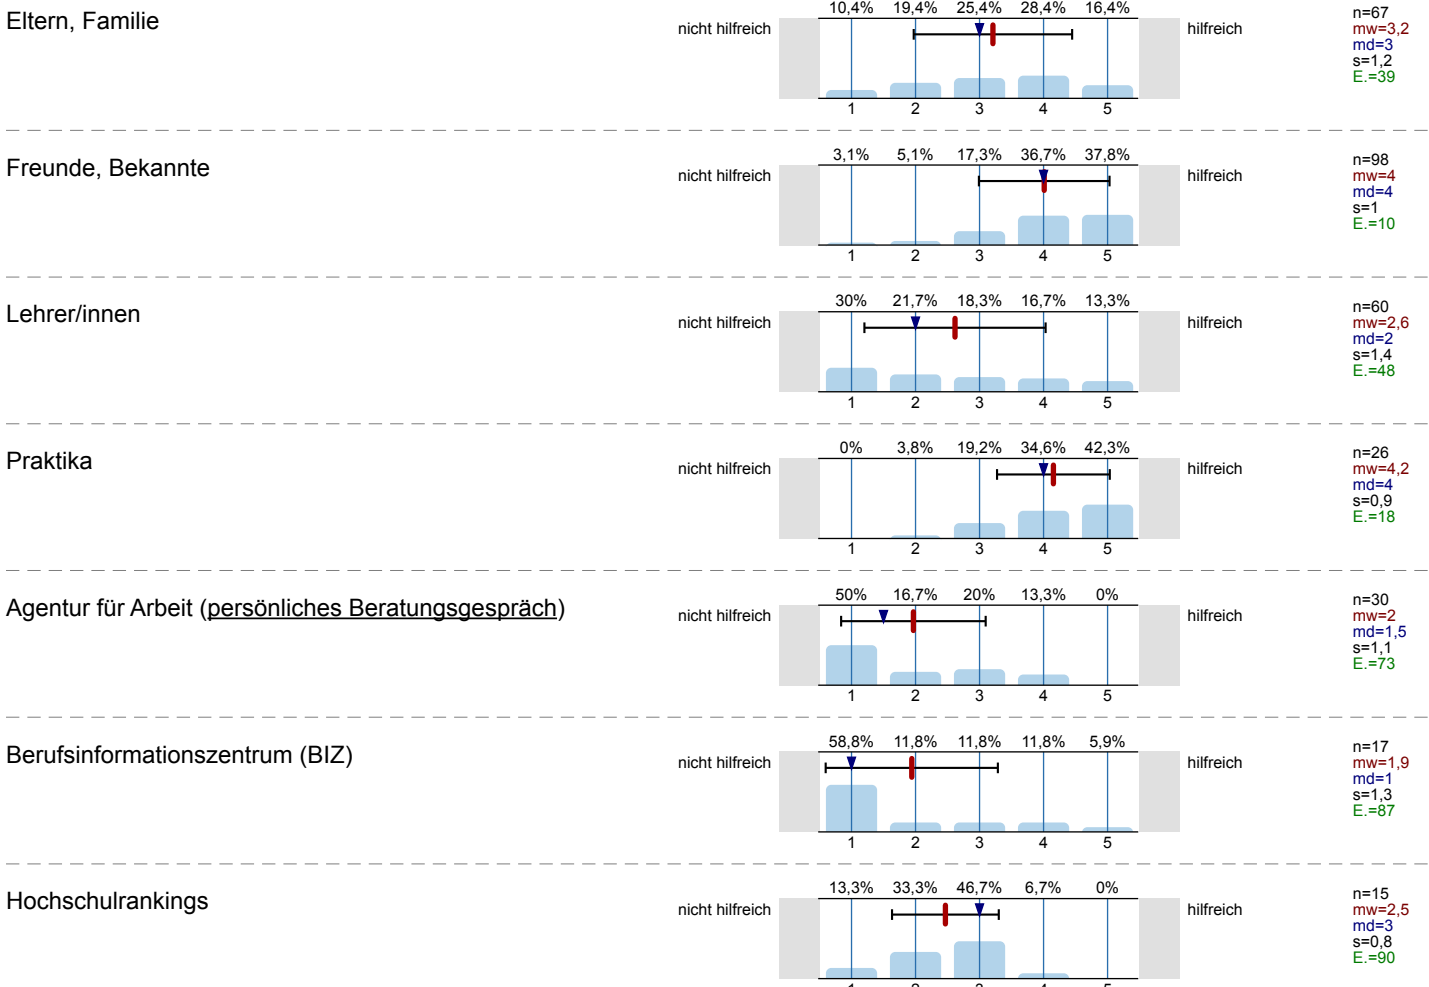 Eltern, Familie
10,4% 19,4% 25,4% 28,4% 16,4%
nicht hilfreich
hilfreich
1 2 3 4 5
n=67
mw=3,2
md=3
s=1,2
E.=39
Freunde, Bekannte
3,1% 5,1% 17,3% 36,7% 37,8%
nicht hilfreich
hilfreich
1 2 3 4 5
n=98
mw=4
md=4
s=1
E.=10
Lehrer/innen
30% 21,7% 18,3% 16,7% 13,3%
nicht hilfreich
hilfreich
1 2 3 4 5
n=60
mw=2,6
md=2
s=1,4
E.=48
Praktika
0% 3,8% 19,2% 34,6% 42,3%
nicht hilfreich
hilfreich
1 2 3 4 5
n=26
mw=4,2
md=4
s=0,9
E.=18
Agentur für Arbeit (persönliches Beratungsgespräch)
50% 16,7% 20% 13,3% 0%
nicht hilfreich
hilfreich
1 2 3 4 5
n=30
mw=2
md=1,5
s=1,1
E.=73
Berufsinformationszentrum (BIZ)
58,8% 11,8% 11,8% 11,8% 5,9%
nicht hilfreich
hilfreich
1 2 3 4 5
n=17
mw=1,9
md=1
s=1,3
E.=87
Hochschulrankings
13,3% 33,3% 46,7% 6,7% 0%
nicht hilfreich
hilfreich
1 2 3 4 5
n=15
mw=2,5
md=3
s=0,8
E.=90